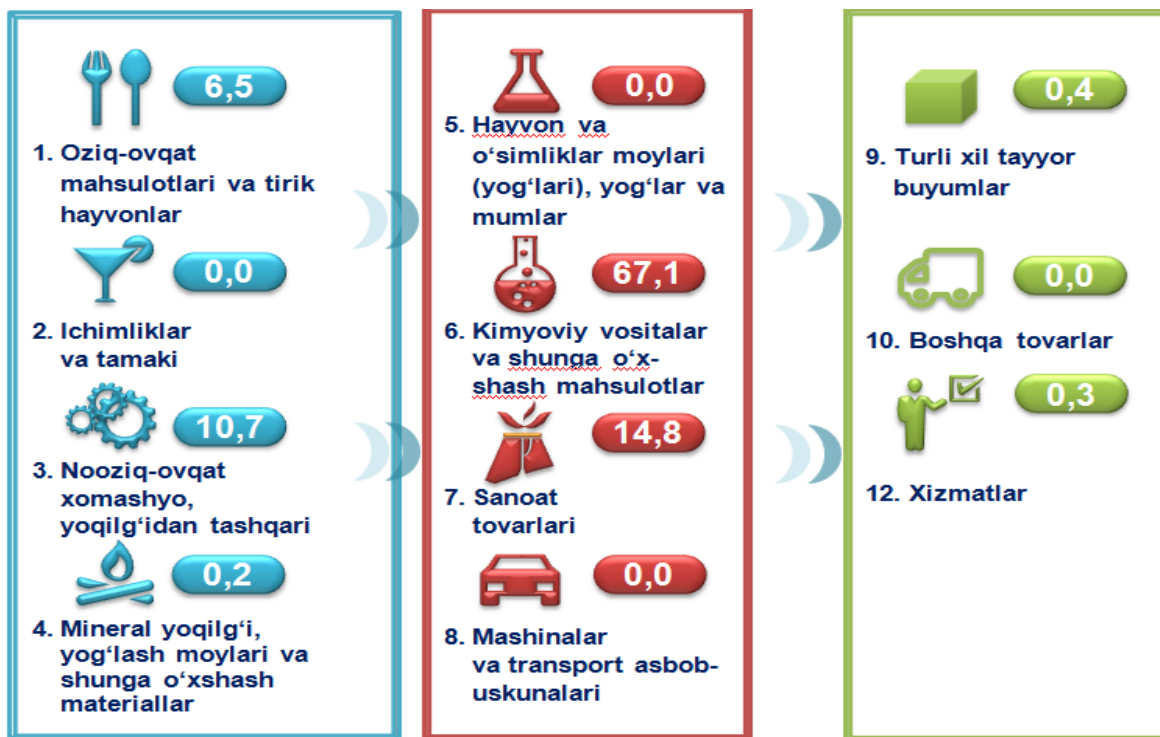 6,5
1. Oziq-ovqat
mahsulotlari va tirik
hayvonlar
0,0
2. Ichimliklar
va tamaki
10,7
3. Nooziq-ovqat
xomashyo,
yoqilg‘idan tashqari
0,2
4. Mineral yoqilg‘i,
yog‘lash moylari va
shunga o‘xshash
materiallar
0,0
5. Hayvon va
o‘simliklar moylari
(yog‘lari), yog‘lar va
mumlar
67,1
6. Kimyoviy vositalar
va shunga o‘x-
shash mahsulotlar
14,8
7. Sanoat
tovarlari
0,0
8. Mashinalar
va transport asbob-
uskunalari
0,4
9. Turli xil tayyor
buyumlar
0,0
10. Boshqa tovarlar
0,3
12. Xizmatlar